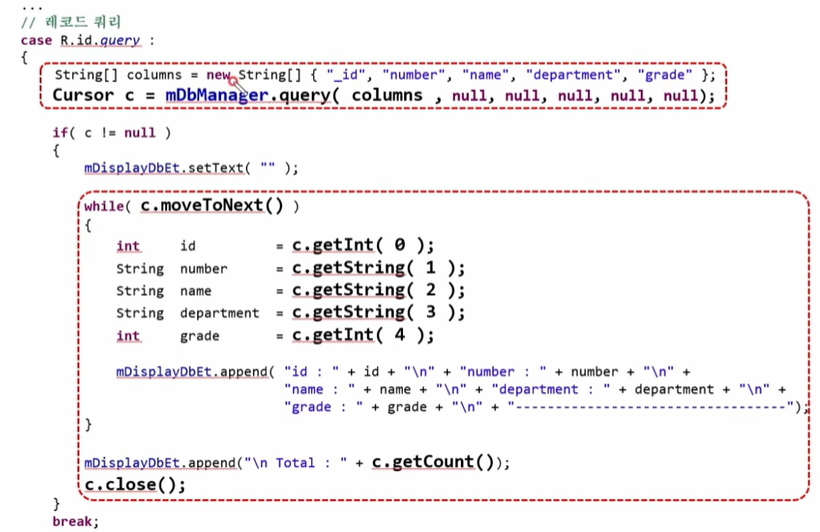 ...
// 레코드 쿼리
case R.id.query :
{
String[] columns = new String[] { "_id", "number", "name", "department", "grade" };
Cursor c = mDbManager.query( columns , null, null, null, null, null);
if( c != null )
{
mDisplayDbEt.setText( "" );
while( c.moveToNext() )
{
int id = c.getInt( 0 );
String number = c.getString( 1 );
String name = c.getString( 2 );
String department = c.getString( 3 );
int grade = c.getInt( 4 );
mDisplayDbEt.append( "id : " + id + "\n" + "number : " + number + "\n" +
"name : " + name + "\n" + "department : " + department + "\n" +
"grade : " + grade + "\n" + "----------------------------------");
}
mDisplayDbEt.append("\n Total : " + c.getCount());
c.close();
}
break;